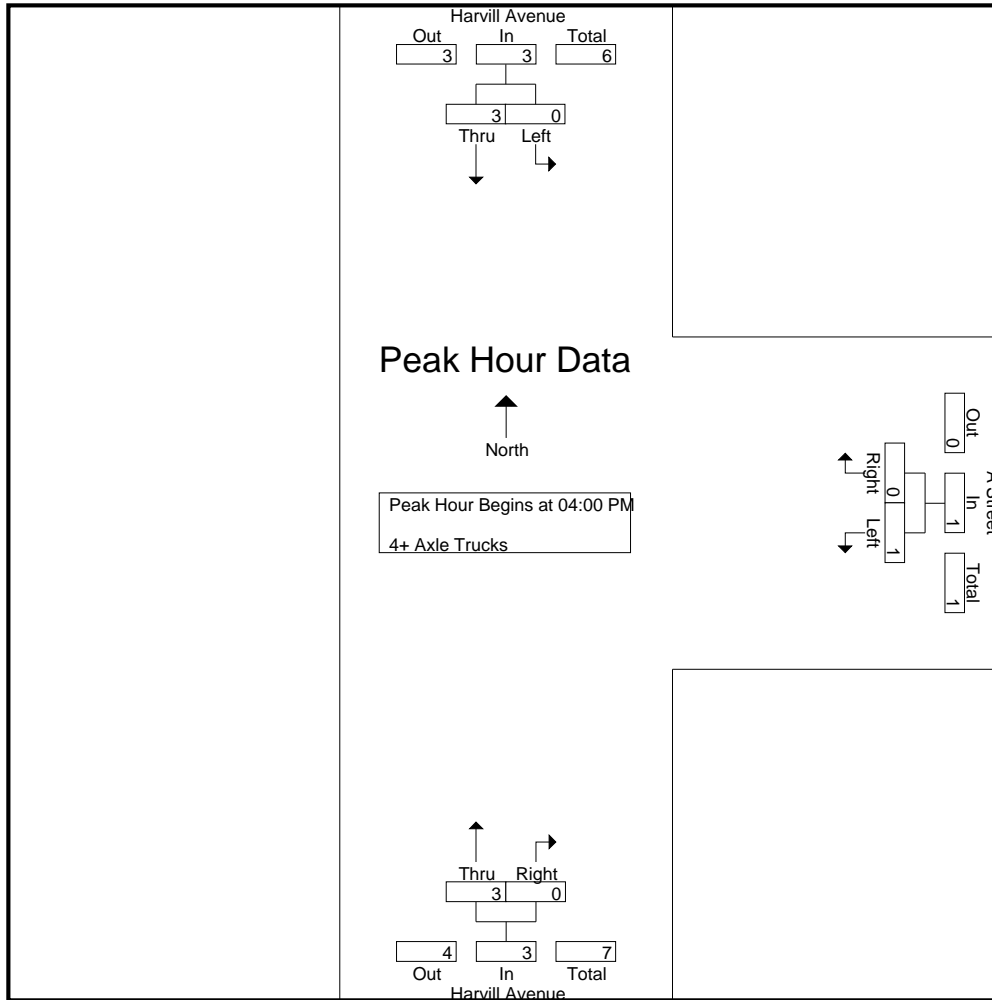 Harvill Avenue
Out In Total
3 3 6
3 0
Thru Left
Peak Hour Data
North
Peak Hour Begins at 04:00 PM
4+ Axle Trucks
A Street
Out In Total
0 1 1
Right Left
0 1
Thru Right
3 0
4 3 7
Out In Total
Harvill Avenue